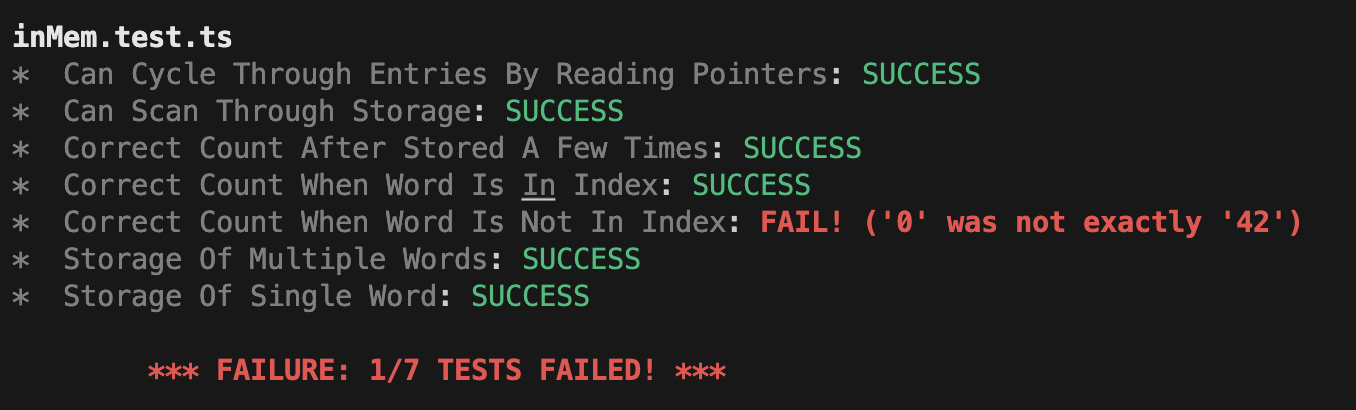 inMem.test.ts
* Can Cycle Through Entries By Reading Pointers: SUCCESS
* Can Scan Through Storage: SUCCESS
* Correct Count After Stored A Few Times: SUCCESS
* Correct Count When Word Is In Index: SUCCESS
* Correct Count When Word Is Not In Index: FAIL! ('0' was not exactly '42')
* Storage Of Multiple Words: SUCCESS
* Storage Of Single Word: SUCCESS
*** FAILURE: 1/7 TESTS FAILED! ***